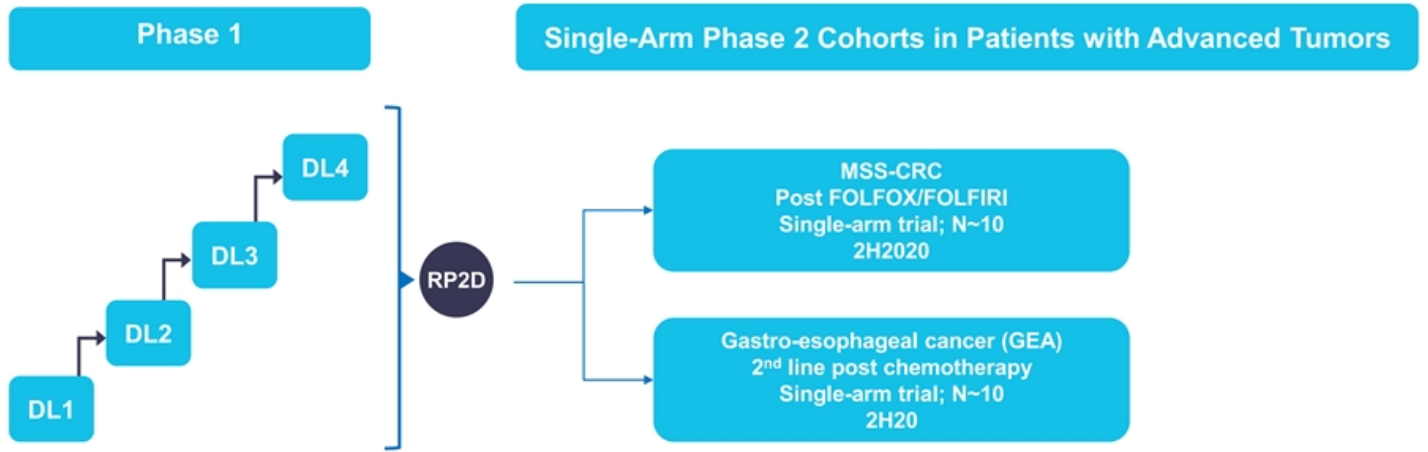 Phase 1
Single-Arm Phase 2 Cohorts in Patients with Advanced Tumors
DL4
DL3
DL2
DL1
RP2D
MSS-CRC
Post FOLFOX/FOLFIRI
Single-arm trial; N~10
2H2020
Gastro-esophageal cancer (GEA)
2nd line post chemotherapy
Single-arm trial; N~10
2H20